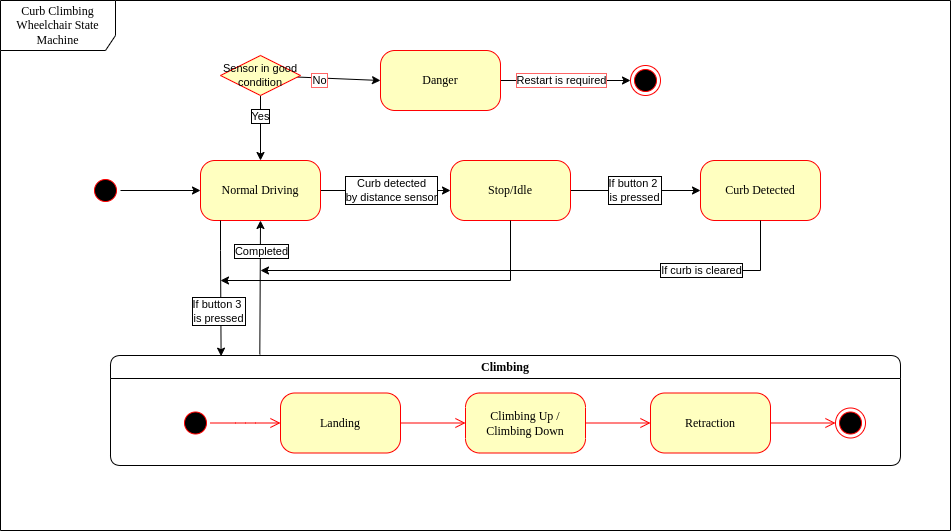 Curb Climbing
Wheelchair State
Machine
Sensor in good
condition
No
Danger
Restart is required
Yes
Normal Driving
Curb detected
by distance sensor
Stop/Idle
If button 2
is pressed
Curb Detected
Completed
If curb is cleared
If button 3
is pressed
Climbing
Landing
Climbing Up /
Climbing Down
Retraction